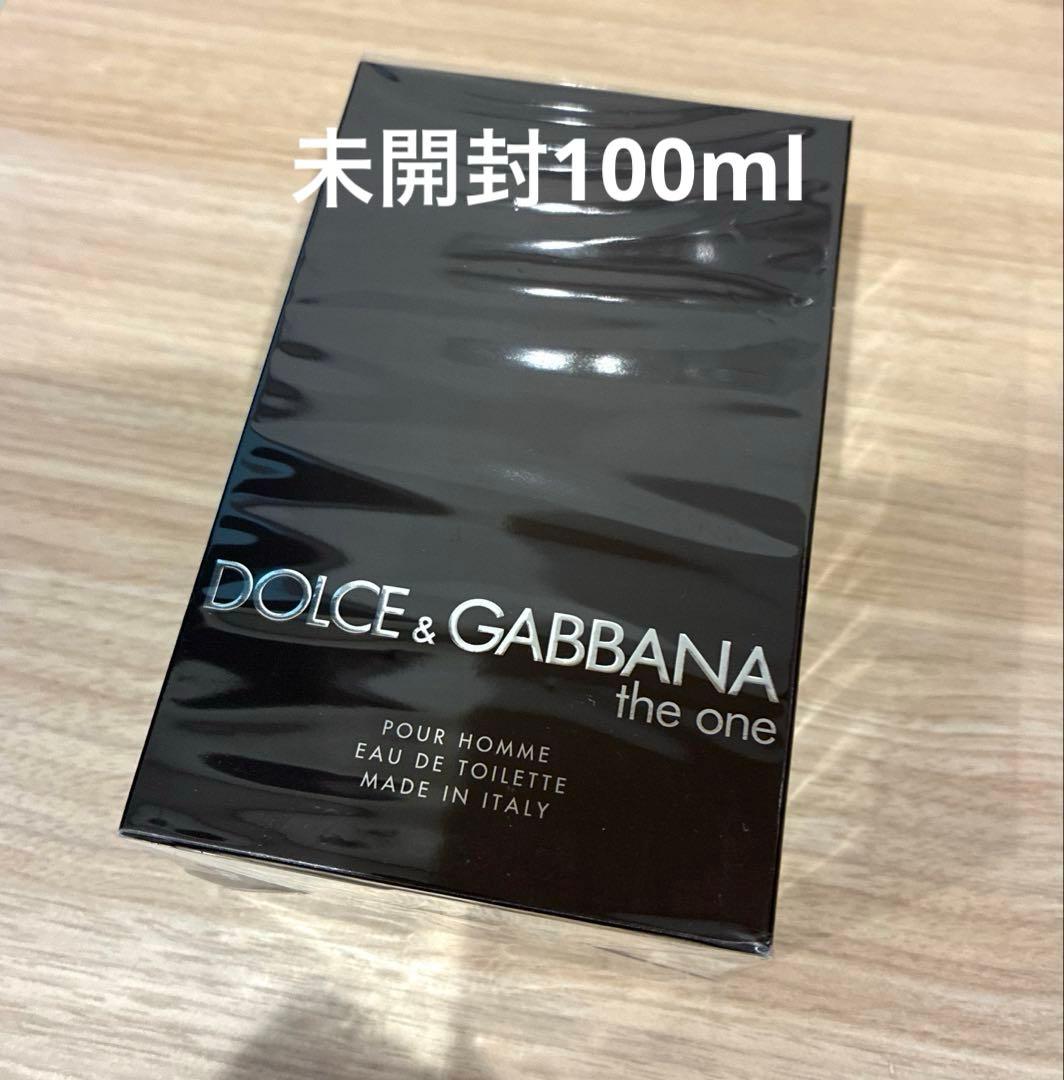 未開封100ml
DOLCE & GABBANA
the one
POUR HOMME
EAU DE TOILETTE
MADE IN ITALY